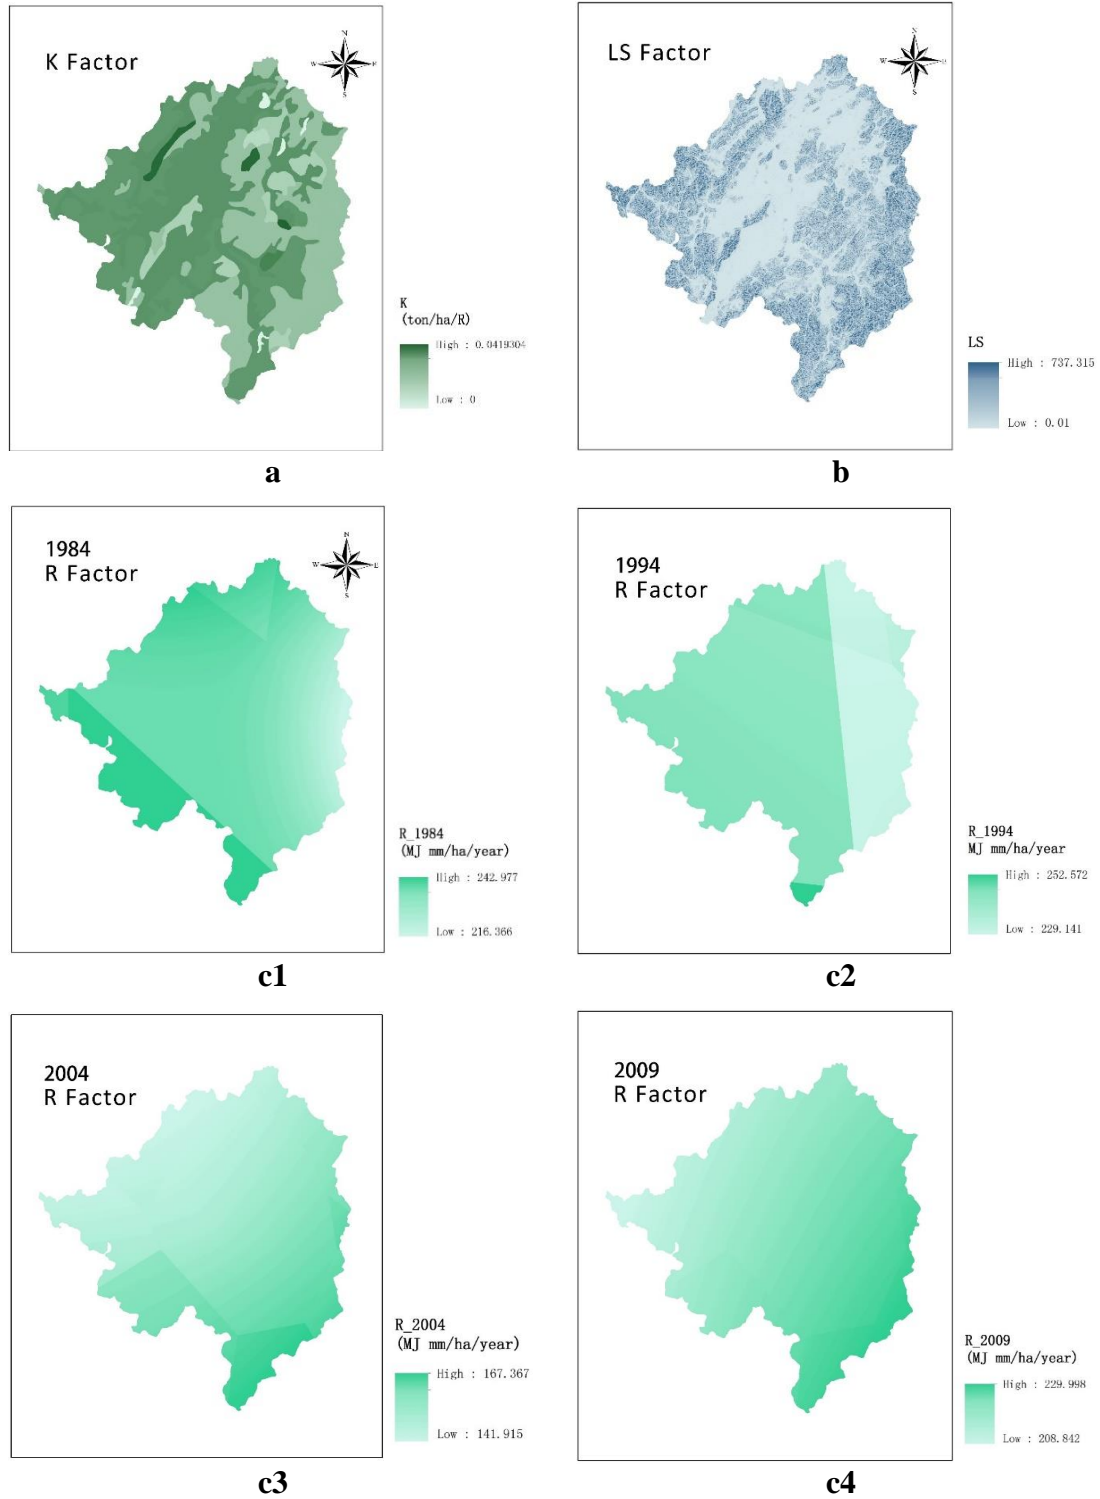 K Factor
N
W
E
S
K
(ton/ha/R)
High : 0.0419304
Low : 0
a
LS Factor
N
W
E
S
LS
High : 737.315
Low : 0.01
b
1984
R Factor
N
W
E
S
R_1984
(MJ mm/ha/year)
High : 242.977
Low : 216.366
c1
1994
R Factor
R_1994
MJ mm/ha/year
High : 252.572
Low : 229.141
c2
2004
R Factor
R_2004
(MJ mm/ha/year)
High : 167.367
Low : 141.915
c3
2009
R Factor
R_2009
(MJ mm/ha/year)
High : 229.998
Low : 208.842
c4